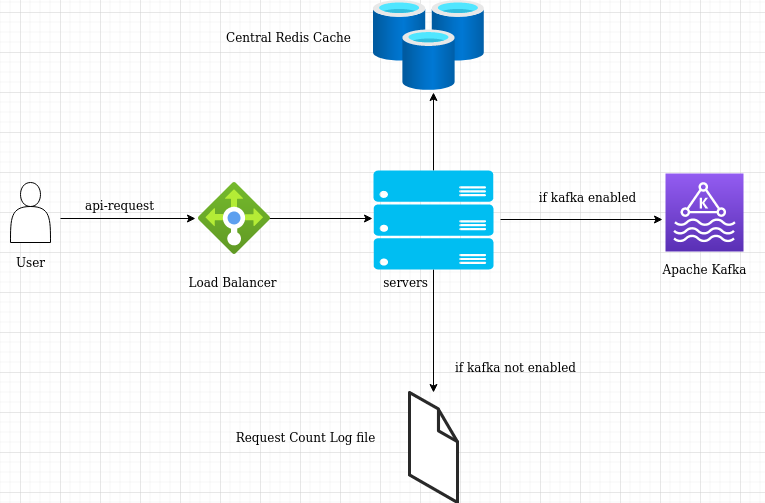 Central Redis Cache
api-request
if kafka enabled
K
User
Load Balancer
servers
Apache Kafka
if kafka not enabled
Request Count Log file